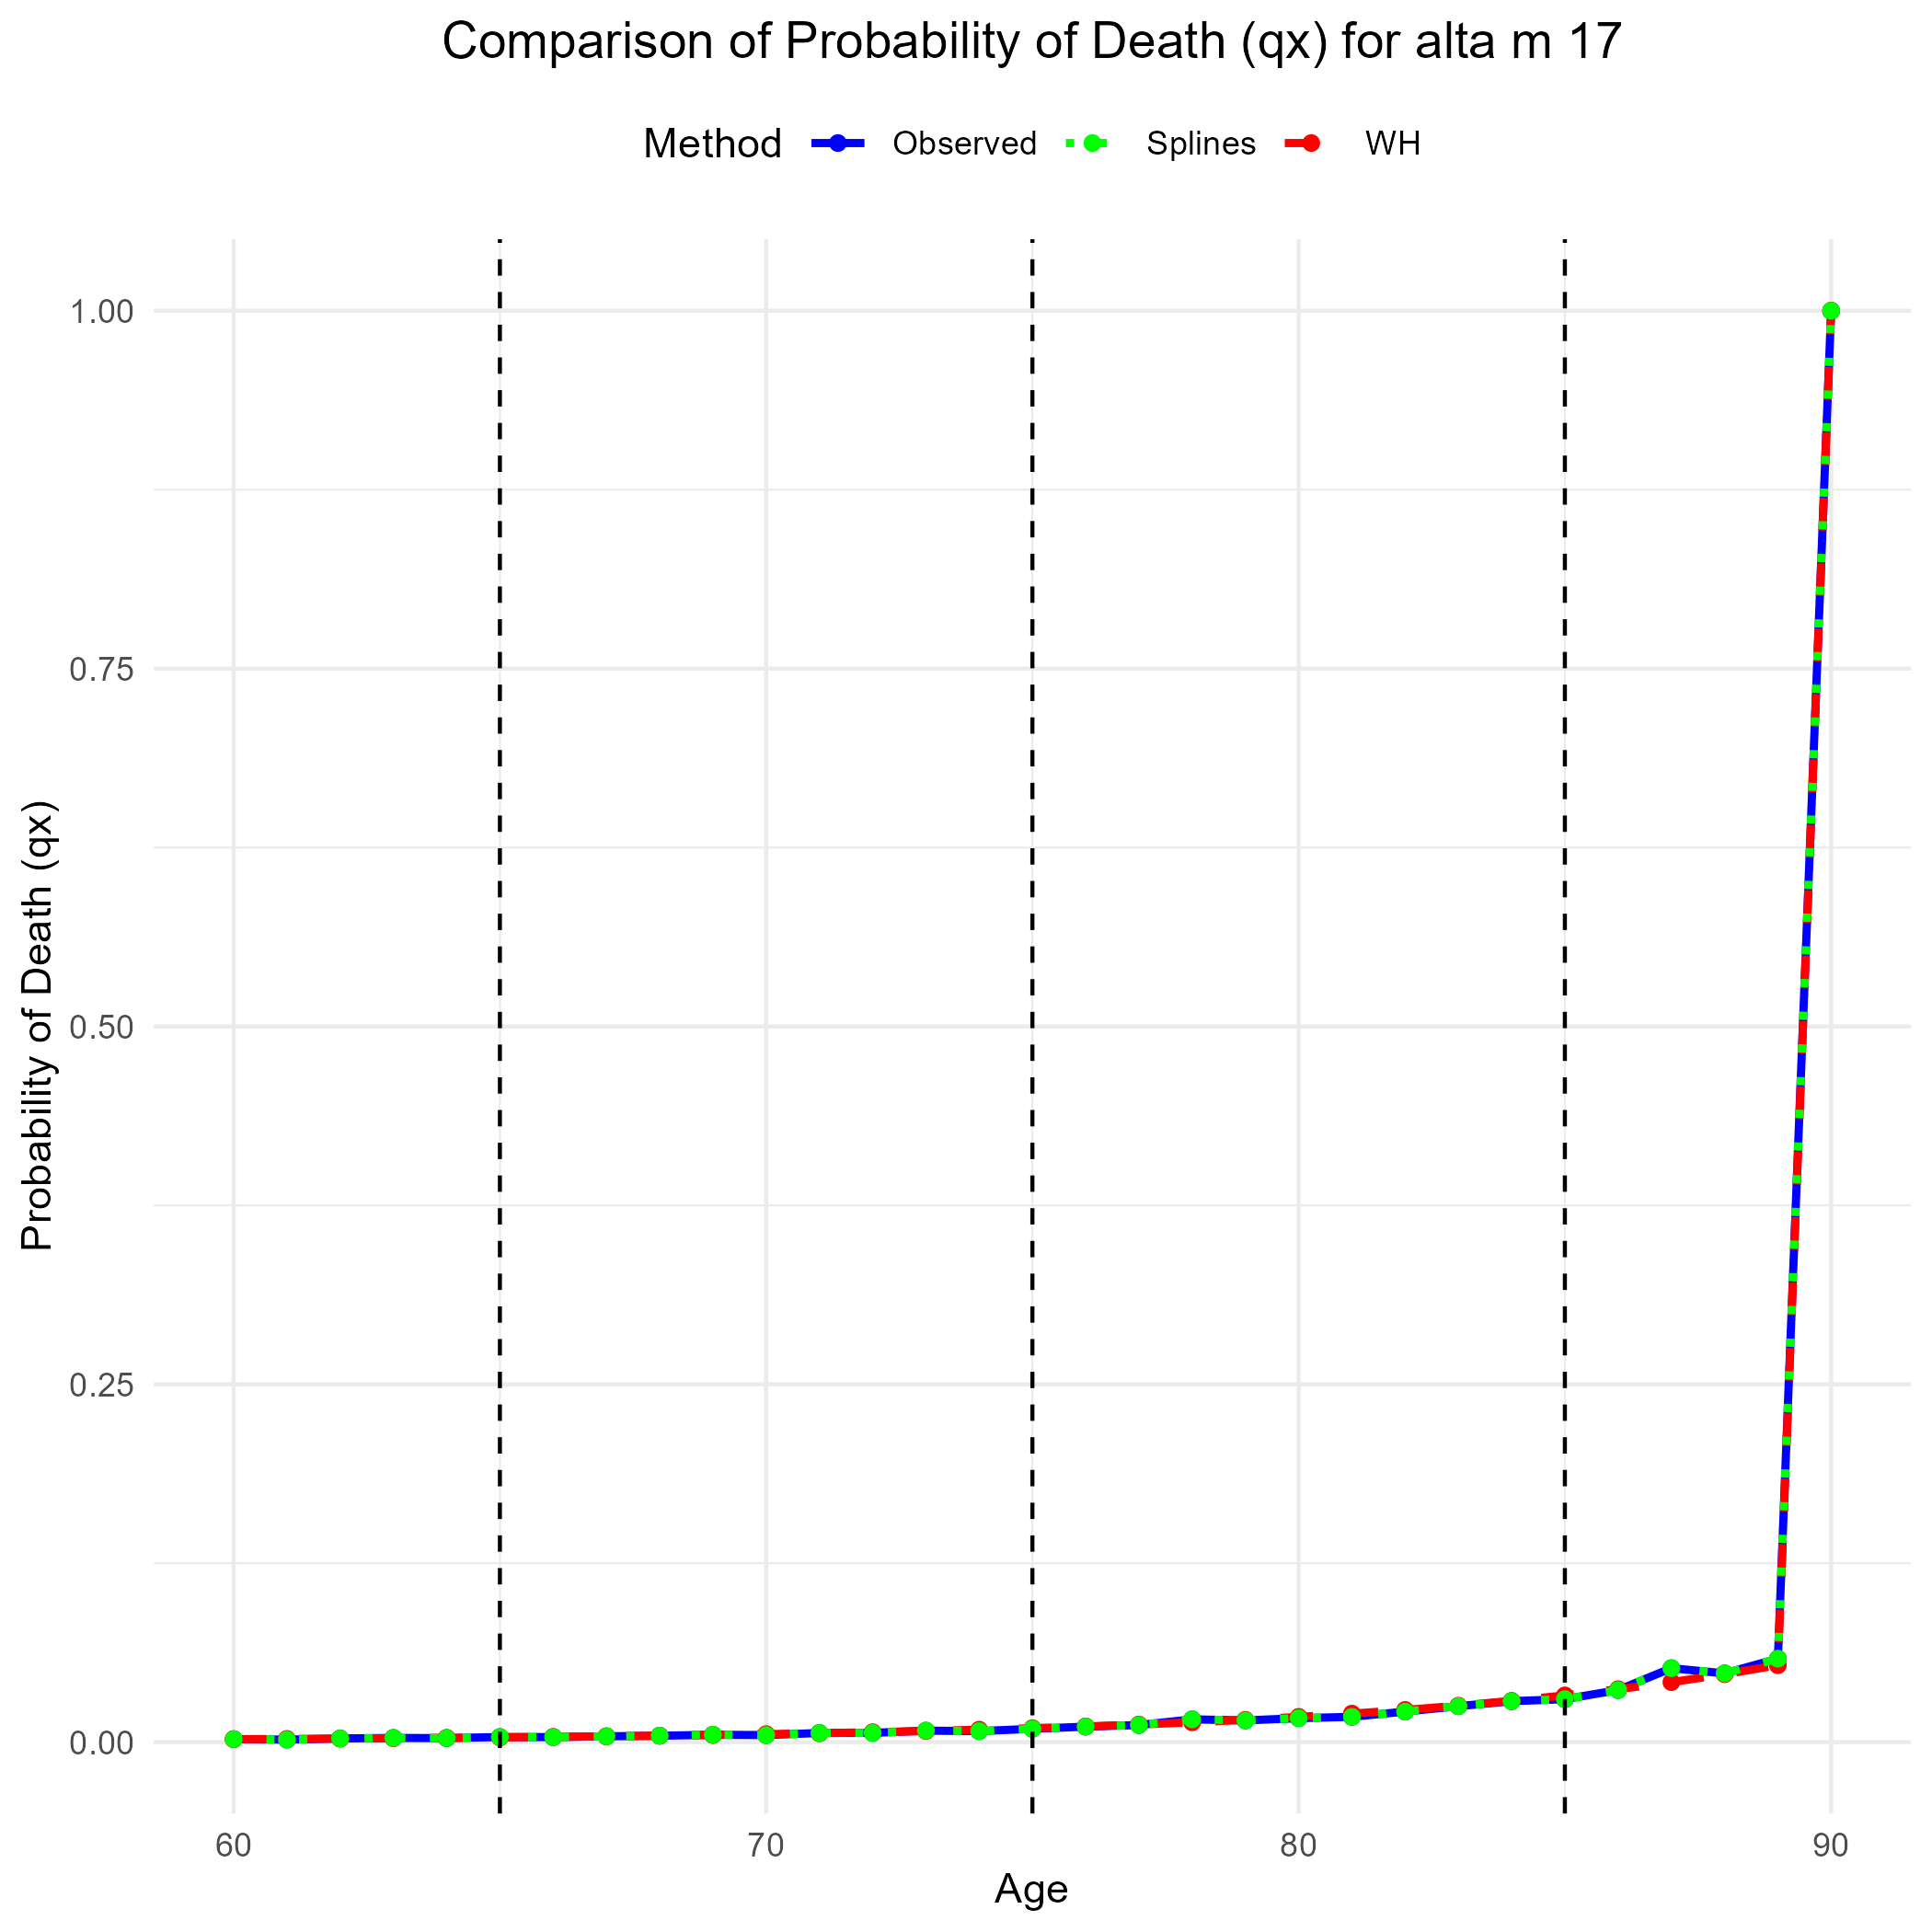 Comparison of Probability of Death (qx) for alta m 17
Method Observed Splines WH
Probability of Death (qx)
1.00
0.75
0.50
0.25
0.00
60 70 80 90
Age